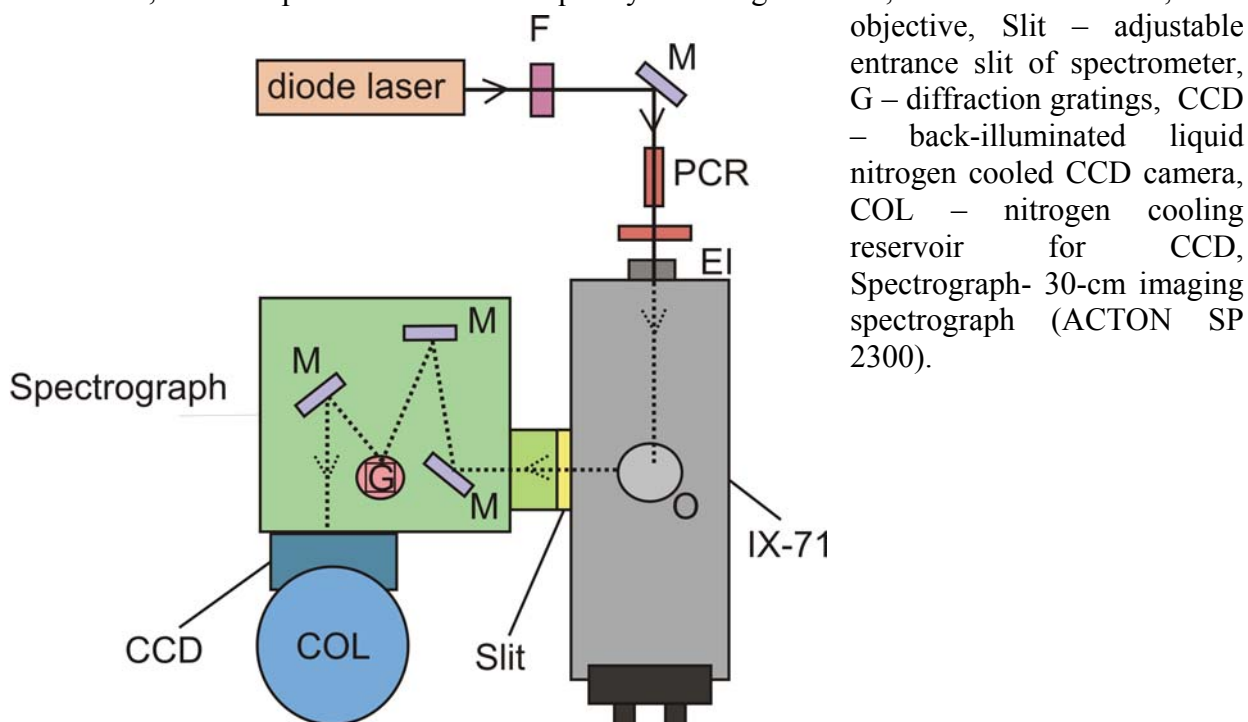 objective, Slit – adjustable
entrance slit of spectrometer,
G – diffraction gratings, CCD
– back-illuminated liquid
nitrogen cooled CCD camera,
COL – nitrogen cooling
reservoir for CCD,
Spectrograph- 30-cm imaging
spectrograph (ACTON SP
2300).
F
M
diode laser
PCR
EI
M
M
Spectrograph
G
M
O
IX-71
CCD
COL
Slit